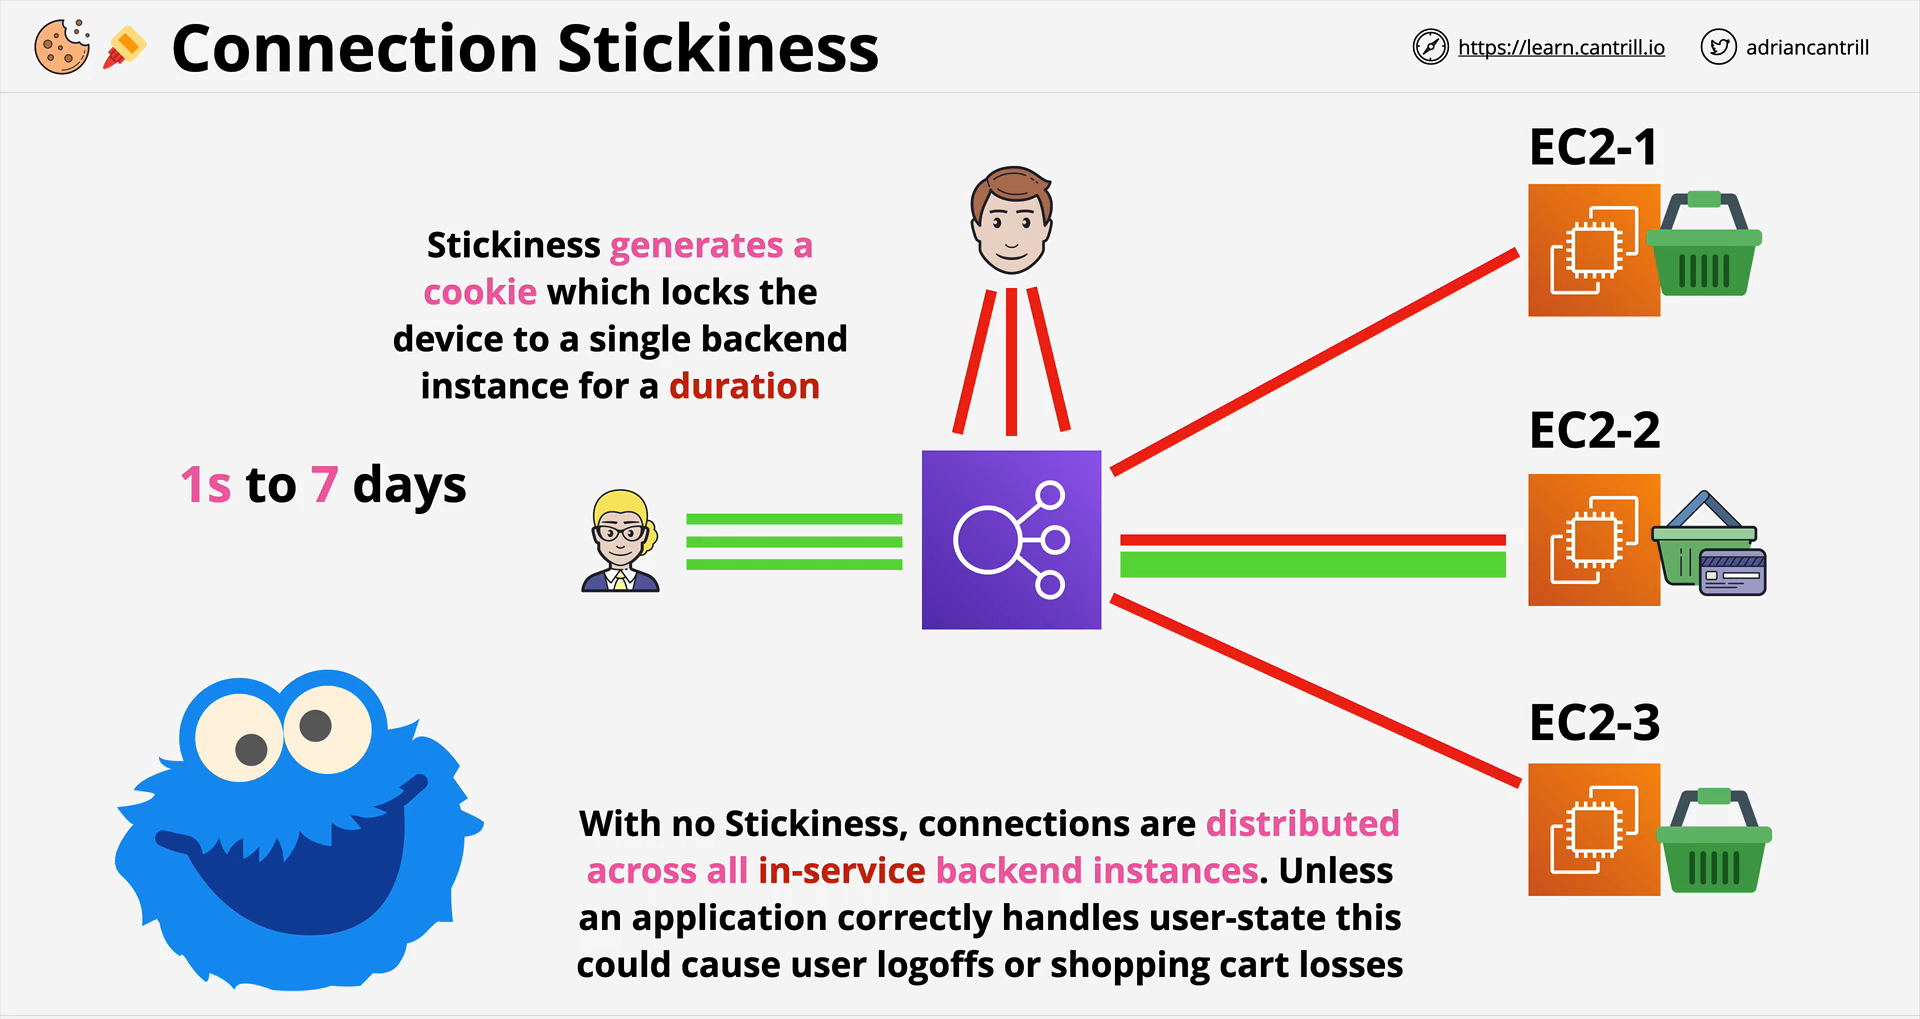 Connection Stickiness
https://learn.cantrill.io
adriancantrill
EC2-1
Stickiness generates a
cookie which locks the
device to a single backend
instance for a duration
EC2-2
1s to 7 days
EC2-3
With no Stickiness, connections are distributed
across all in-service backend instances. Unless
an application correctly handles user-state this
could cause user logoffs or shopping cart losses